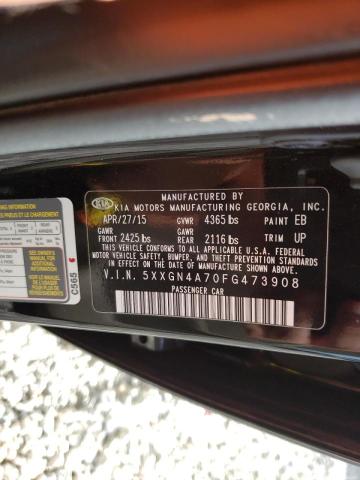 MANUFACTURED BY
KIA KIA MOTORS MANUFACTURING GEORGIA, INC.
APR/27/15 GVWR 4365 lbs PAINT EB
GAWR GAWR
FRONT 2425 lbs REAR 2116 lbs TRIM UP
THIS VEHICLE CONFORMS TO ALL APPLICABLE U.S.A. FEDERAL
MOTOR VEHICLE SAFETY, BUMPER, AND THEFT PREVENTION
STANDARDS IN EFFECT ON THE DATE OF MANUFACTURE SHOWN ABOVE.
V.I.N. 5XXGN4A70FG473908
PASSENGER CAR
C565